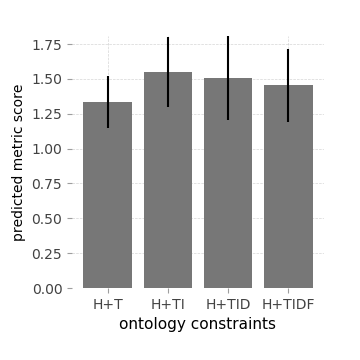 1.75
1.50
1.25
1.00
0.75
0.50
0.25
0.00
predicted metric score
H+T H+TI H+TID H+TIDF
ontology constraints